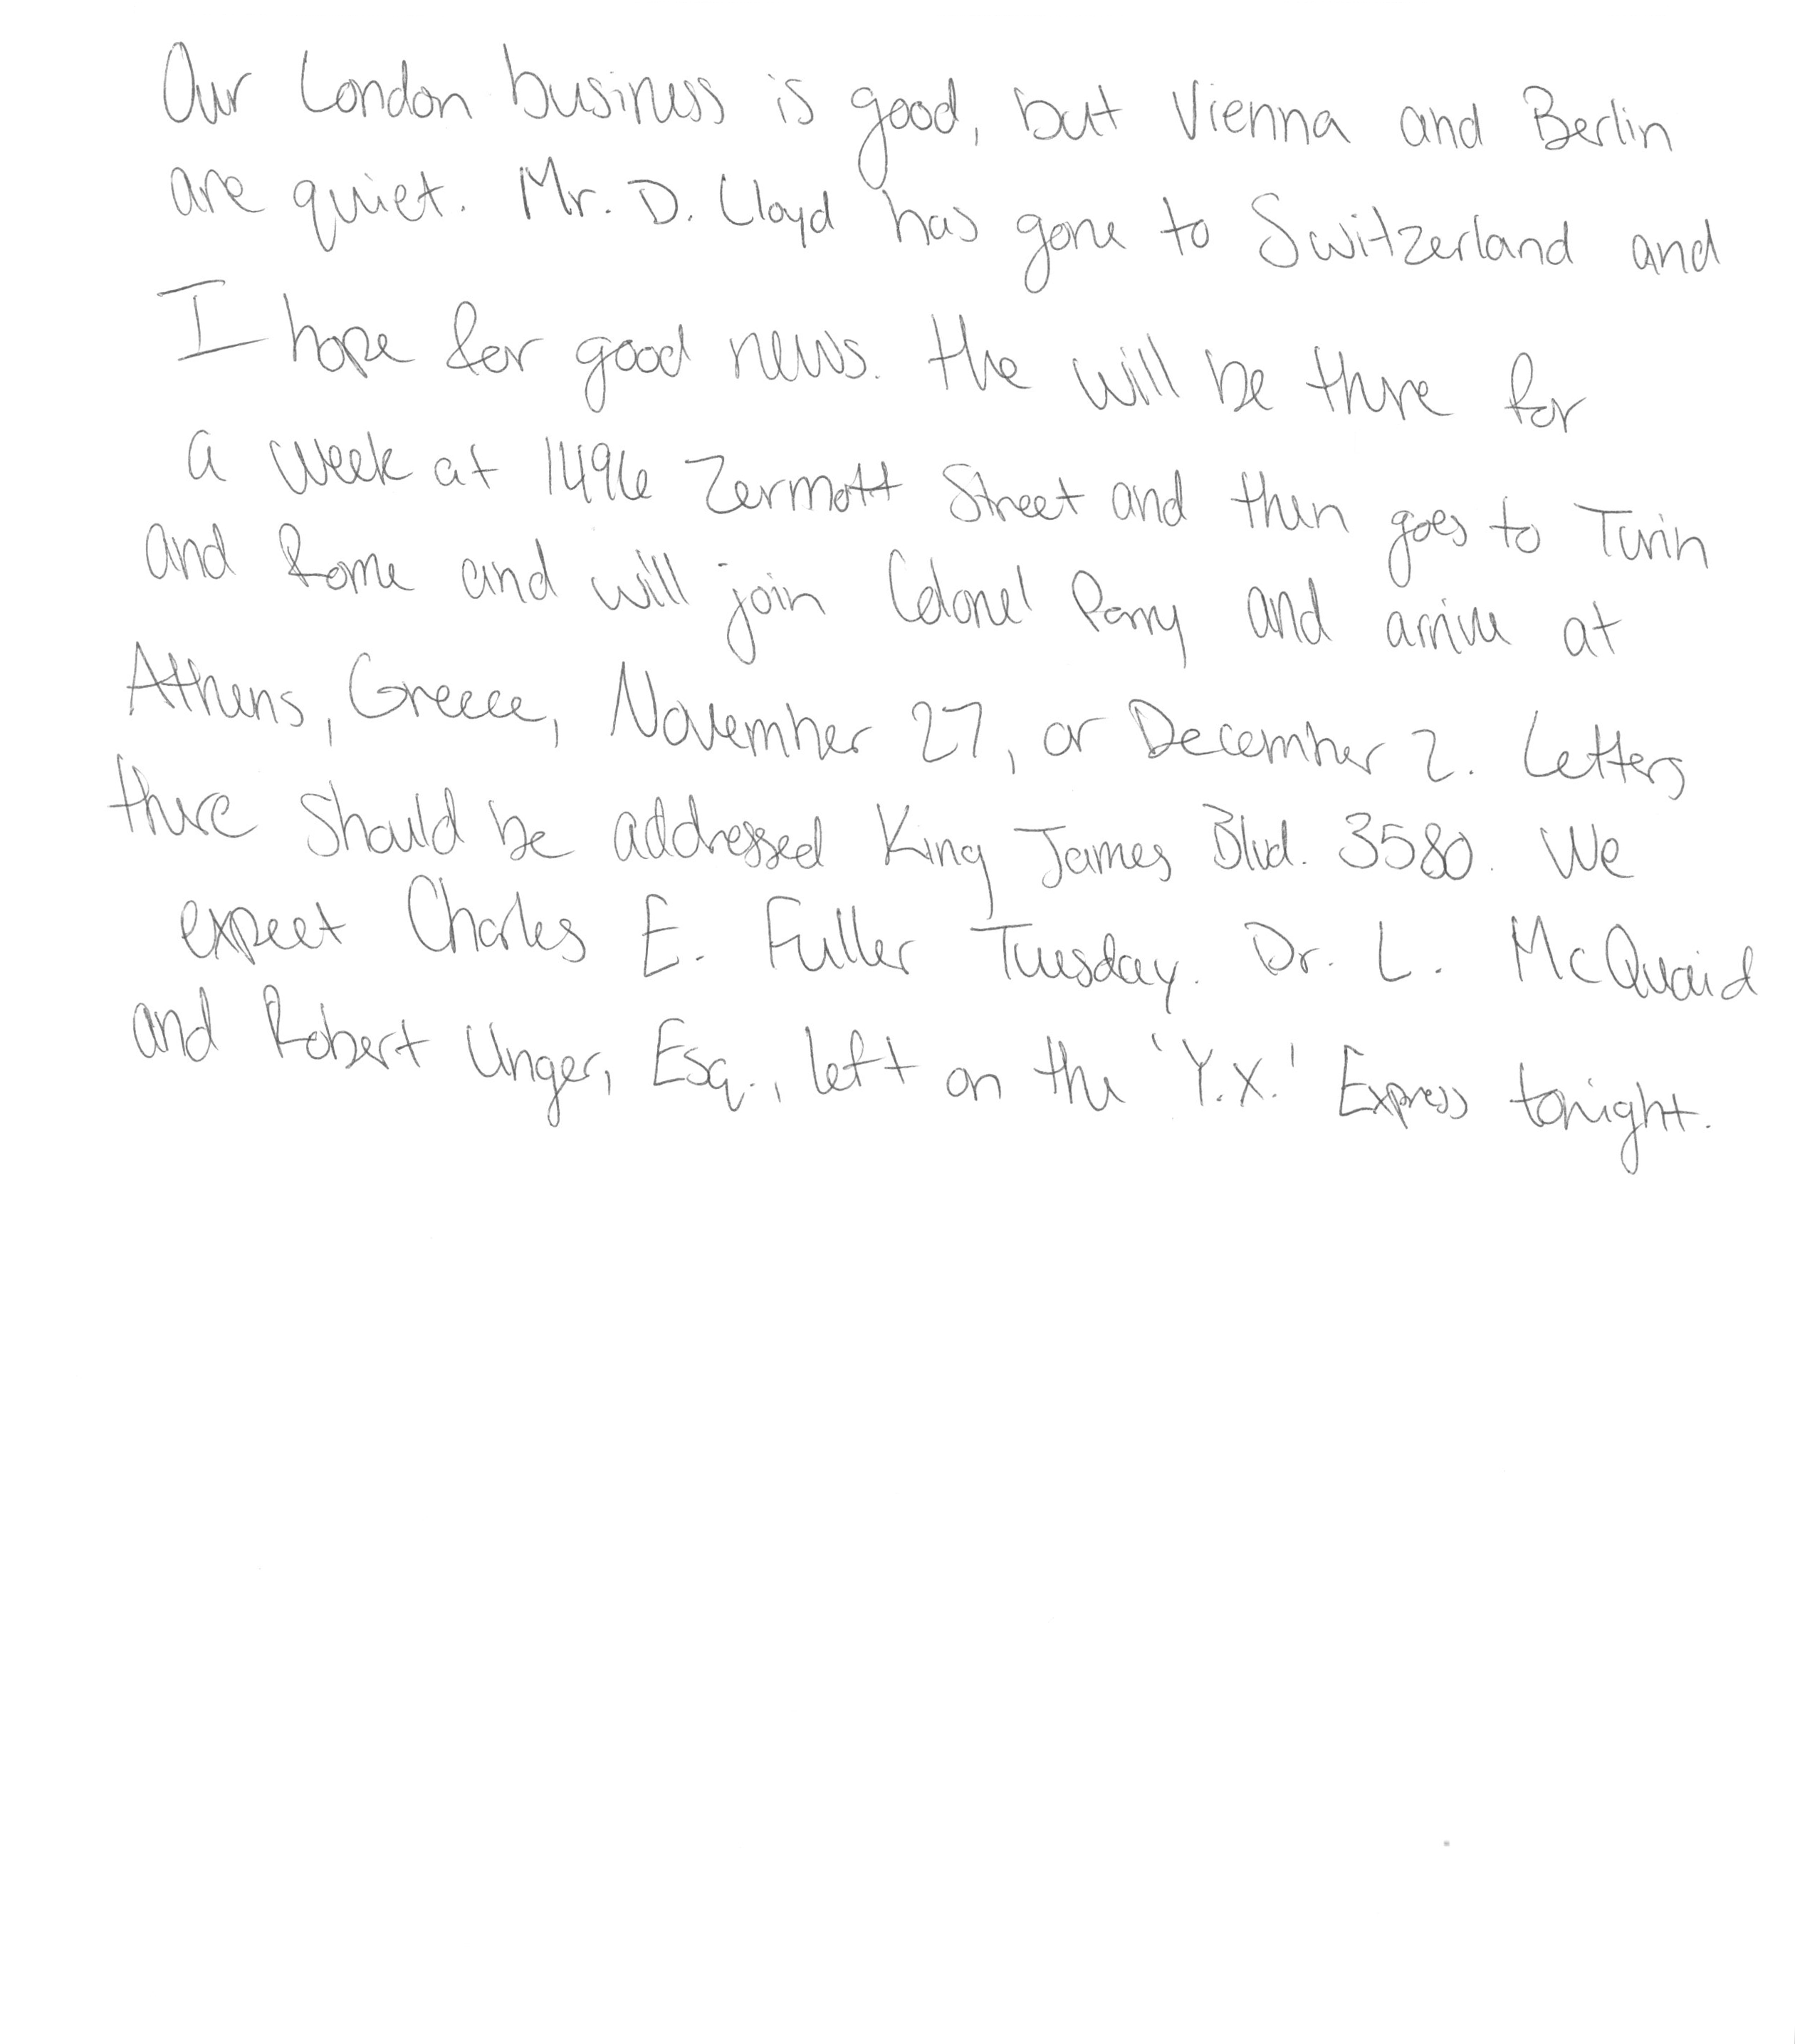 Our London business is good, but Vienna and Berlin
are quiet. Mr. D. Lloyd has gone to Switzerland and
I hope for good news. He will be there for
a week at 1496 Zermott Street and then goes to Turin
and Rome and will join Colonel Parry and arrive at
Athens, Greece, November 27, or December 2. Letters
there should be addressed King James Blvd. 3580. We
expect Charles E. Fuller Tuesday. Dr. L. McQuaid
and Robert Unger, Esq., left on the 'Y.X.' Express tonight.